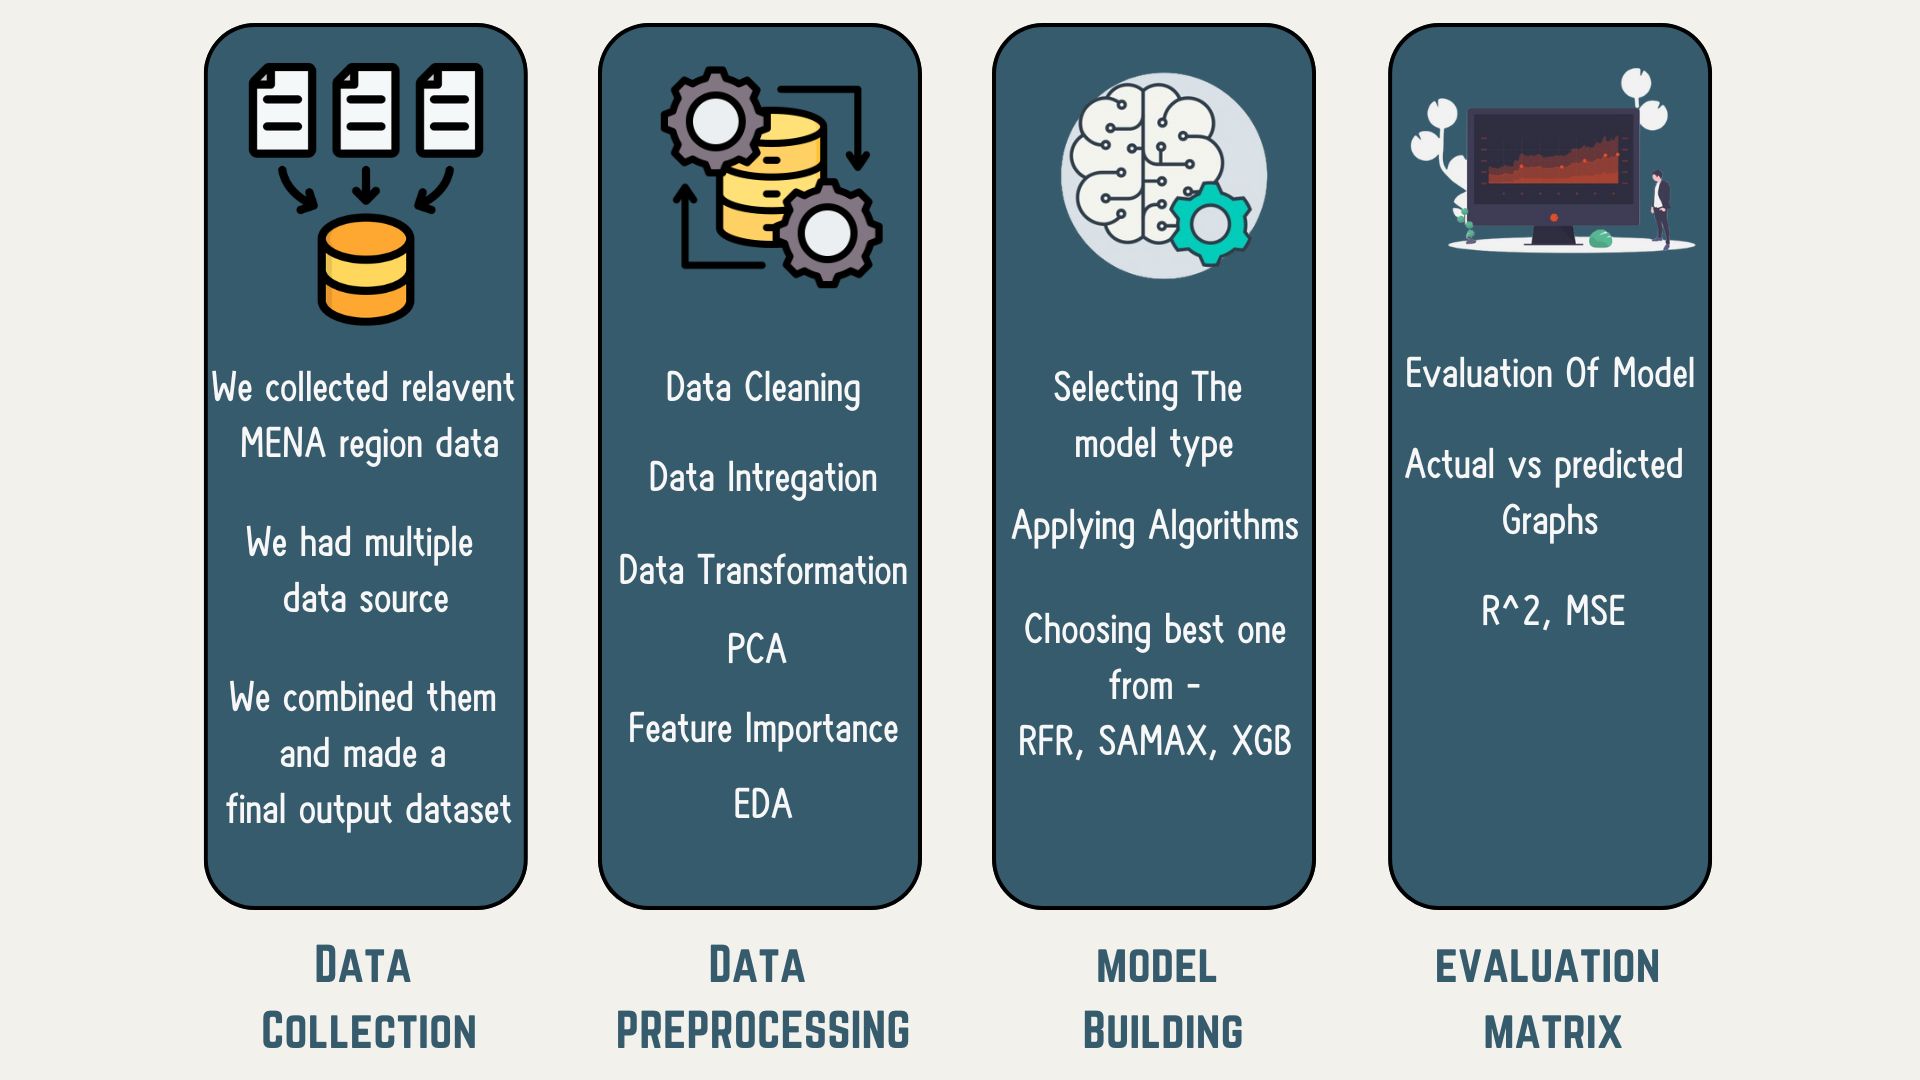 We collected relavent
MENA region data
We had multiple
data source
We combined them
and made a
final output dataset
Data
Collection
Data Cleaning
Data Intregation
Data Transformation
PCA
Feature Importance
EDA
Data
PREPROCESSING
Selecting The
model type
Applying Algorithms
Choosing best one
from -
RFR, SAMAX, XGB
model
Building
Evaluation Of Model
Actual vs predicted
Graphs
R^2, MSE
evaluation
matrix